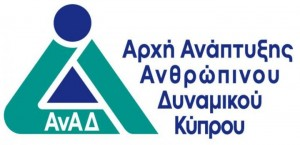 ΑνΑΔ
Αρχή Ανάπτυξης
Ανθρώπινου
Δυναμικού
Κύπρου